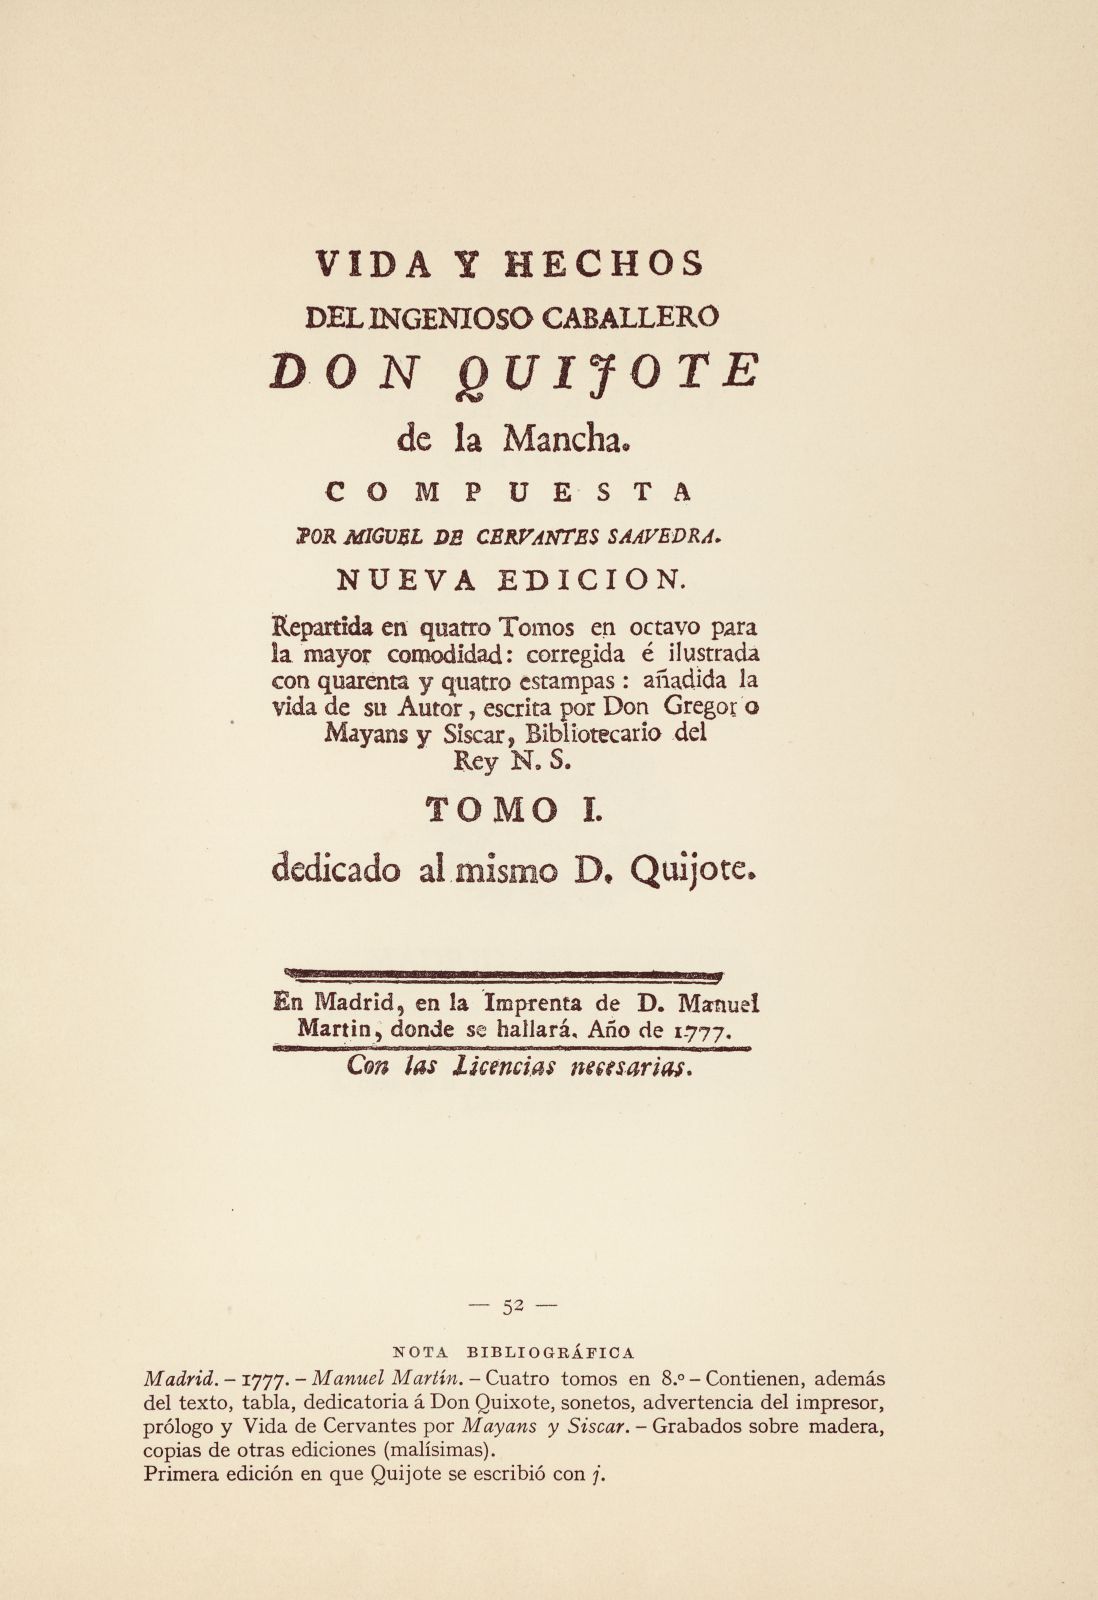 VIDA Y HECHOS
DEL INGENIOSO CABALLERO
DON QUIJOTE
de la Mancha.
COMPUESTA
POR MIGUEL DE CERVANTES SAAVEDRA.
NUEVA EDICION.
Repartida en quatro Tomos en octavo para
la mayor comodidad: corregida é ilustrada
con quarenta y quatro estampas: añadida la
vida de su Autor, escrita por Don Gregor o
Mayans y Siscar, Bibliotecario del
Rey N. S.
TOMO I.
dedicado al mismo D. Quijote.
En Madrid, en la Imprenta de D. Manuel
Martin, donde se hallará. Año de 1777.
Con las Licencias necesarias.
— 52 —
NOTA BIBLIOGRÁFICA
Madrid. – 1777. – Manuel Martín. – Cuatro tomos en 8.º – Contienen, además
del texto, tabla, dedicatoria á Don Quixote, sonetos, advertencia del impresor,
prólogo y Vida de Cervantes por Mayans y Siscar. – Grabados sobre madera,
copias de otras ediciones (malísimas).
Primera edición en que Quijote se escribió con j.